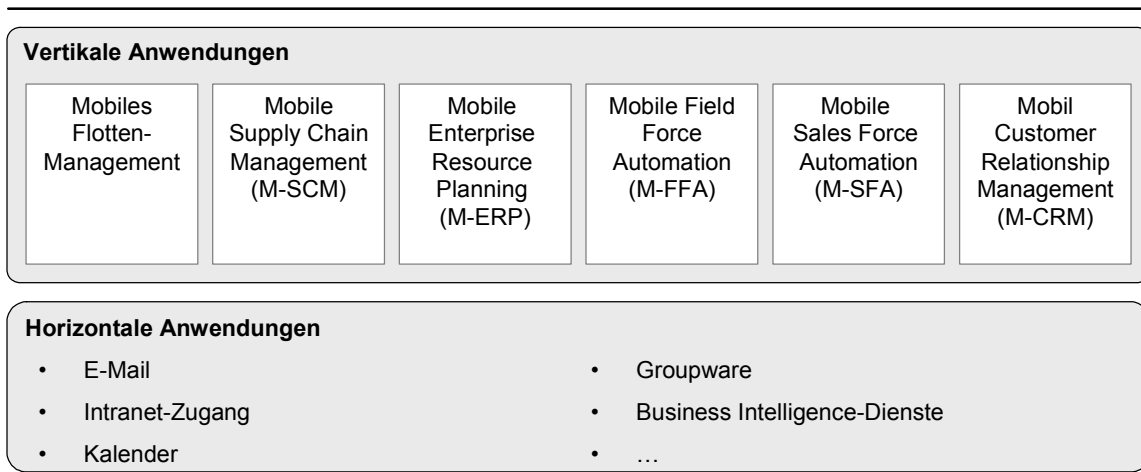 Vertikale Anwendungen
Mobiles
Flotten-
Management
Mobile
Supply Chain
Management
(M-SCM)
Mobile
Enterprise
Resource
Planning
(M-ERP)
Mobile Field
Force
Automation
(M-FFA)
Mobile
Sales Force
Automation
(M-SFA)
Mobil
Customer
Relationship
Management
(M-CRM)
Horizontale Anwendungen
• E-Mail
• Intranet-Zugang
• Kalender
• Groupware
• Business Intelligence-Dienste
• …